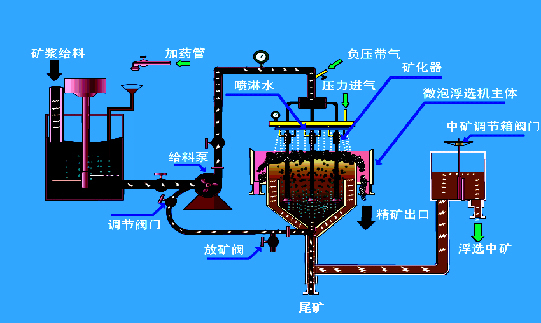 矿浆给料
加药管
负压带气
矿化器
喷淋水
压力进气
微泡浮选机主体
中矿调节箱阀门
给料泵
调节阀门
精矿出口
放矿阀
浮选中矿
尾矿